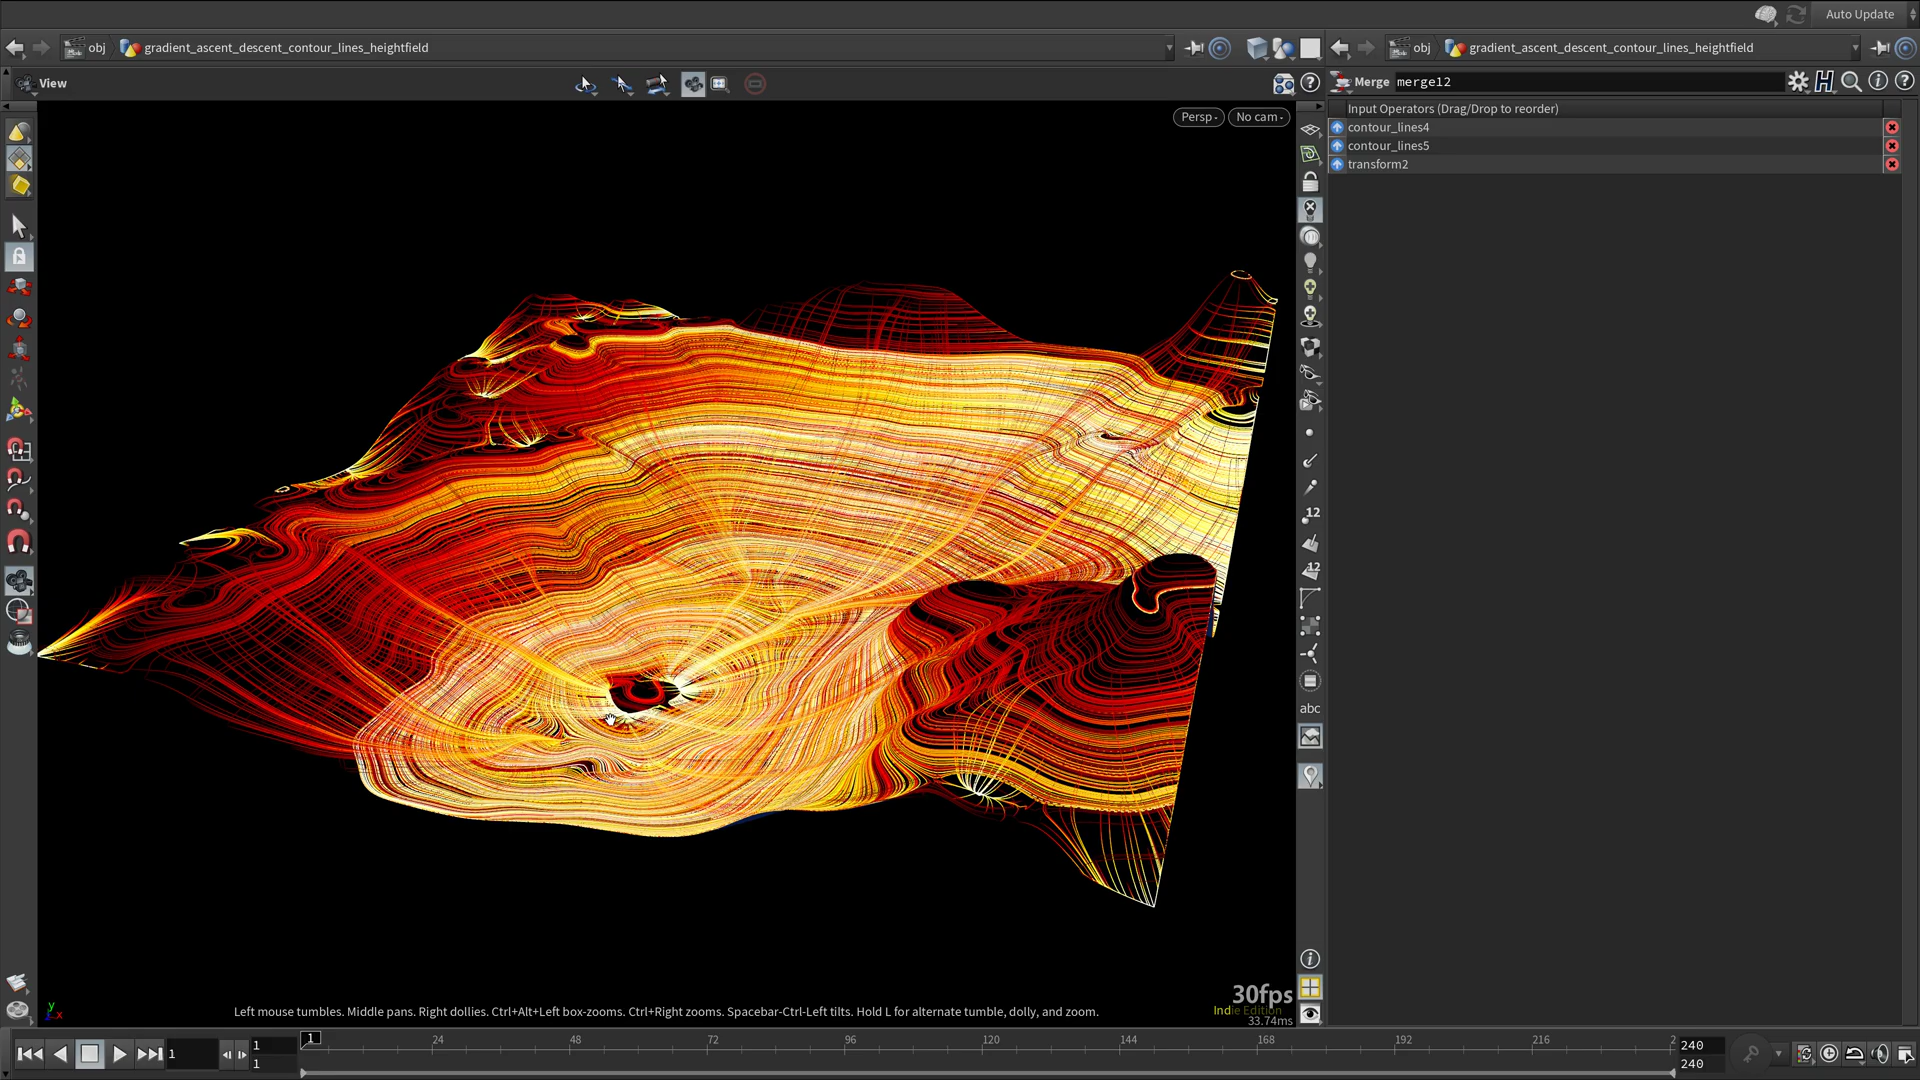 Auto Update
obj gradient_ascent_descent_contour_lines_heightfield
obj gradient_ascent_descent_contour_lines_heightfield
View
Merge merge12
Persp
No cam
Input Operators (Drag/Drop to reorder)
contour_lines4
contour_lines5
transform2
12
12
abc
30fps
Indie Edition
33.74ms
Left mouse tumbles. Middle pans. Right dollies. Ctrl+Alt+Left box-zooms. Ctrl+Right zooms. Spacebar-Ctrl-Left tilts. Hold L for alternate tumble, dolly, and zoom.
y
x
1
1
1
1
24 48 72 96 120 144 168 192 216 2
240
240